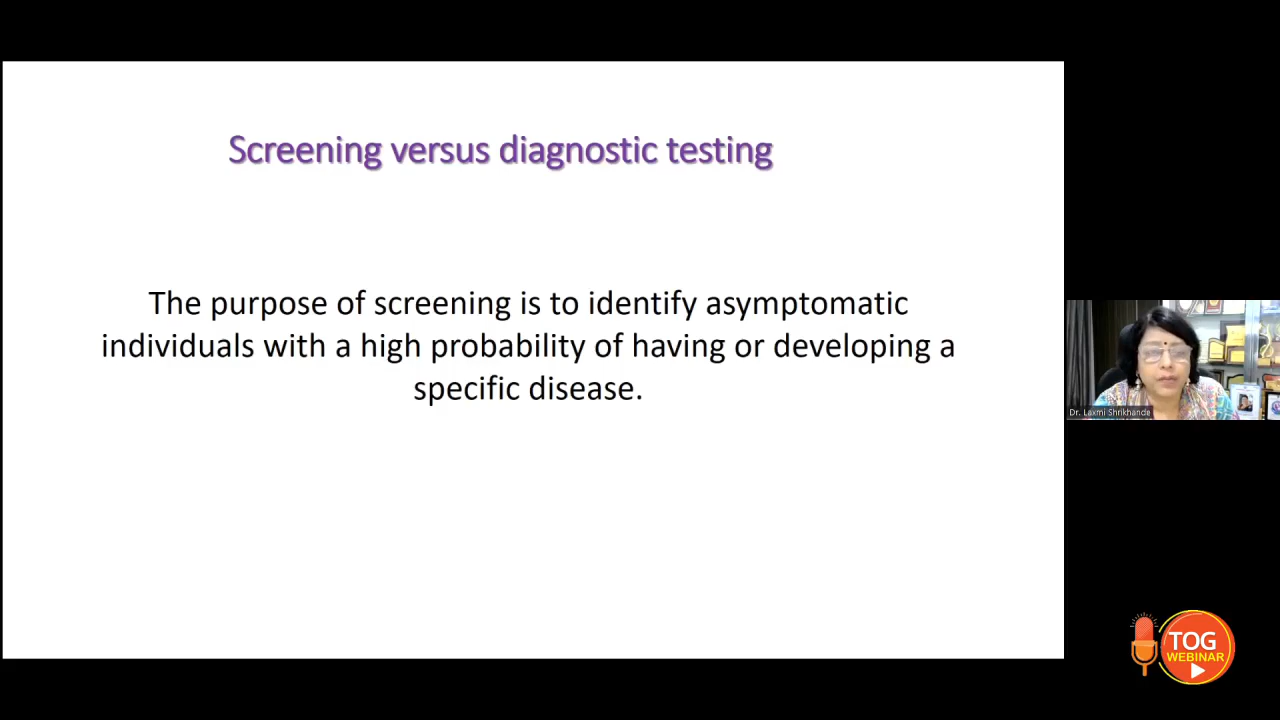 Screening versus diagnostic testing
The purpose of screening is to identify asymptomatic
individuals with a high probability of having or developing a
specific disease.
Dr. Laxmi Shrikhande
TOG
WEBINAR